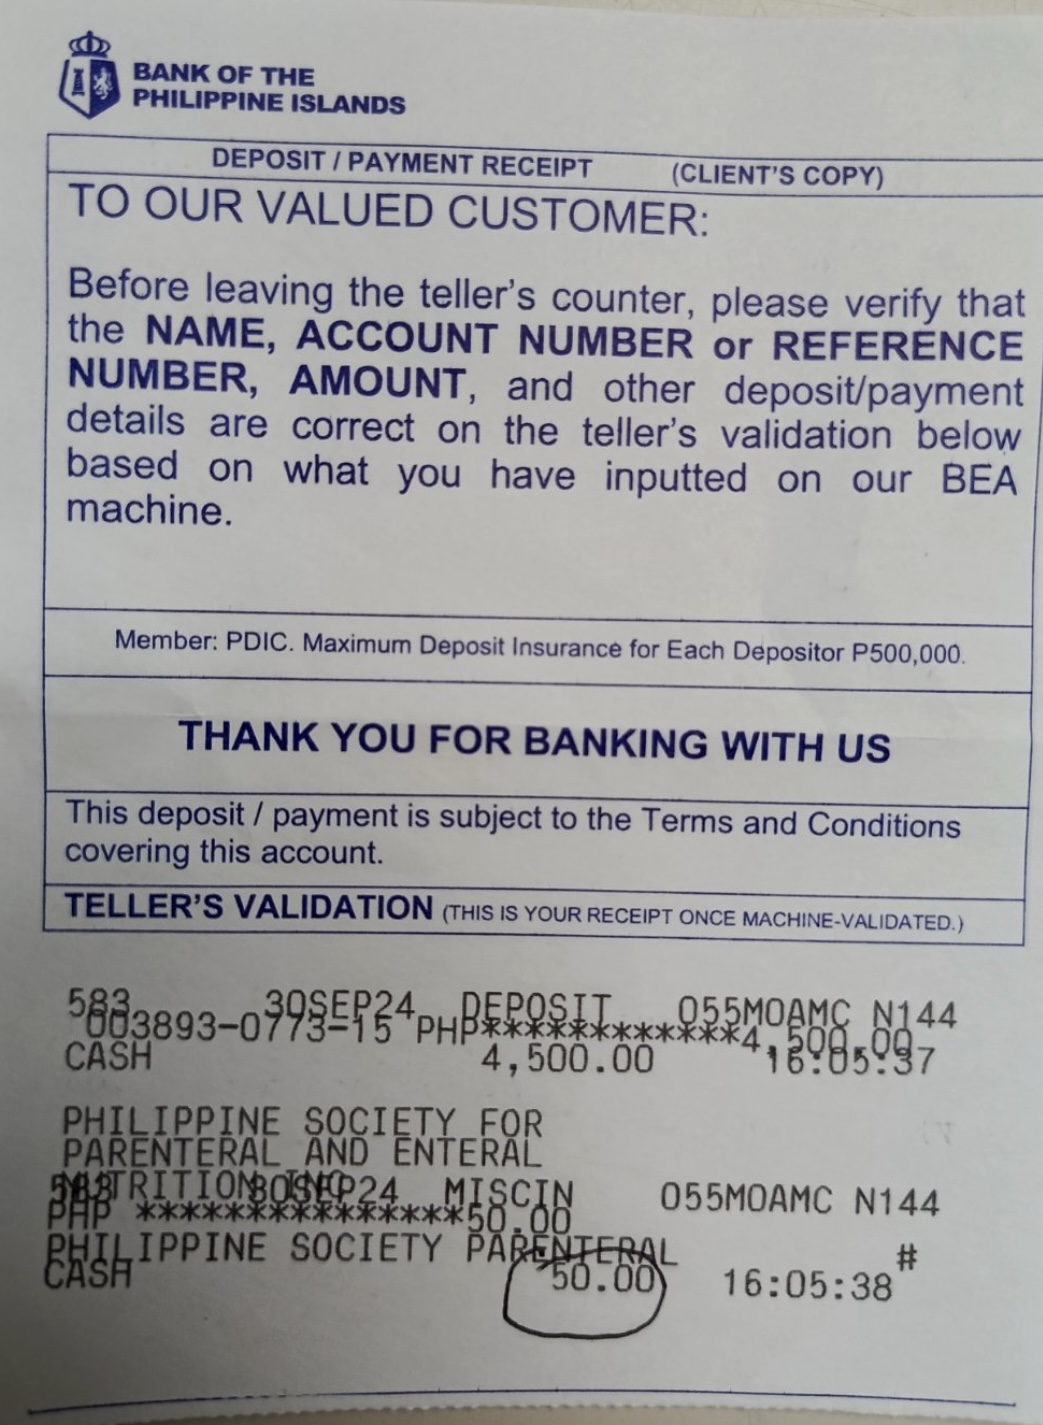 BANK OF THE
PHILIPPINE ISLANDS
DEPOSIT / PAYMENT RECEIPT (CLIENT'S COPY)
TO OUR VALUED CUSTOMER:
Before leaving the teller's counter, please verify that
the NAME, ACCOUNT NUMBER or REFERENCE
NUMBER, AMOUNT, and other deposit/payment
details are correct on the teller's validation below
based on what you have inputted on our BEA
machine.
Member: PDIC. Maximum Deposit Insurance for Each Depositor P500,000.
THANK YOU FOR BANKING WITH US
This deposit / payment is subject to the Terms and Conditions
covering this account.
TELLER'S VALIDATION (THIS IS YOUR RECEIPT ONCE MACHINE-VALIDATED.)
583 30SEP24 DEPOSIT 055MOAMC N144
003893-0773-15 PHP************4,500.00
CASH 4,500.00 16:05:37
PHILIPPINE SOCIETY FOR
PARENTERAL AND ENTERAL
NUTRITION INC
583 30SEP24 MISCIN 055MOAMC N144
PHP ***************50.00
PHILIPPINE SOCIETY PARENTERAL
#
CASH 50.00 16:05:38